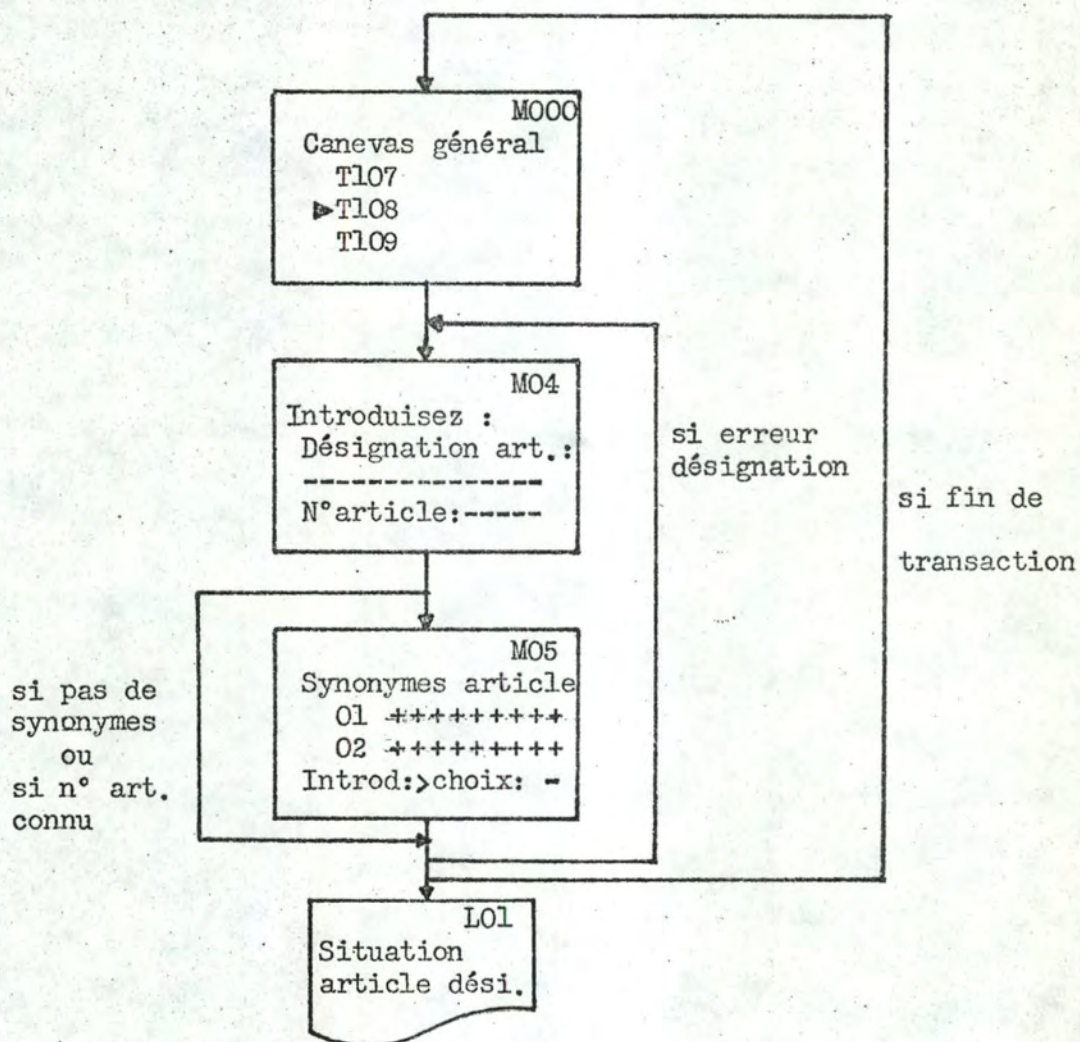 M000
Canevas général
T107
►T108
T109
M04
Introduisez :
Désignation art.:
---------------
N°article:-----
si erreur
désignation
si fin de
transaction
M05
Synonymes article
01 +++++++++
02 +++++++++
Introd:>choix: -
si pas de
synonymes
ou
si n° art.
connu
L01
Situation
article dési.